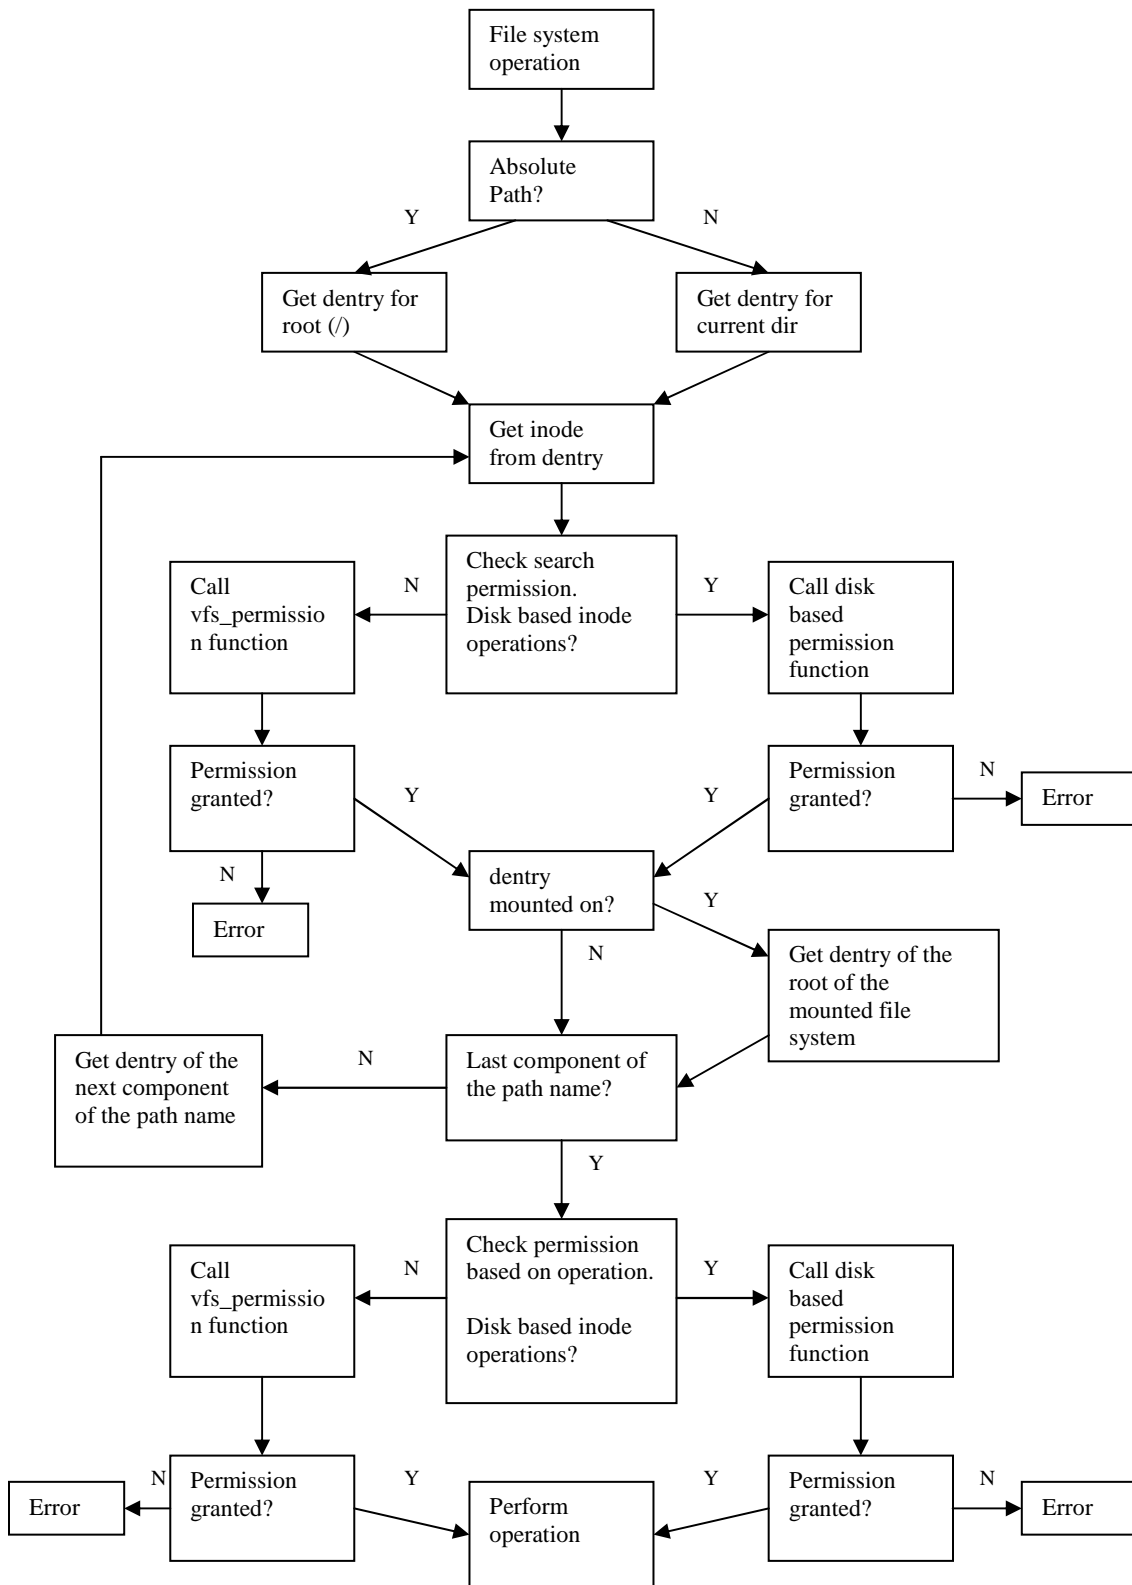 File system
operation
Absolute
Path?
Y
N
Get dentry for
root (/)
Get dentry for
current dir
Get inode
from dentry
Call
vfs_permissio
n function
N
Check search
permission.
Disk based inode
operations?
Y
Call disk
based
permission
function
Permission
granted?
Y
Y
Permission
granted?
N
Error
N
Error
dentry
mounted on?
Y
N
Get dentry of the
root of the
mounted file
system
Get dentry of the
next component
of the path name
N
Last component of
the path name?
Y
Call
vfs_permissio
n function
N
Check permission
based on operation.
Disk based inode
operations?
Y
Call disk
based
permission
function
Error
N
Permission
granted?
Y
Perform
operation
Y
Permission
granted?
N
Error